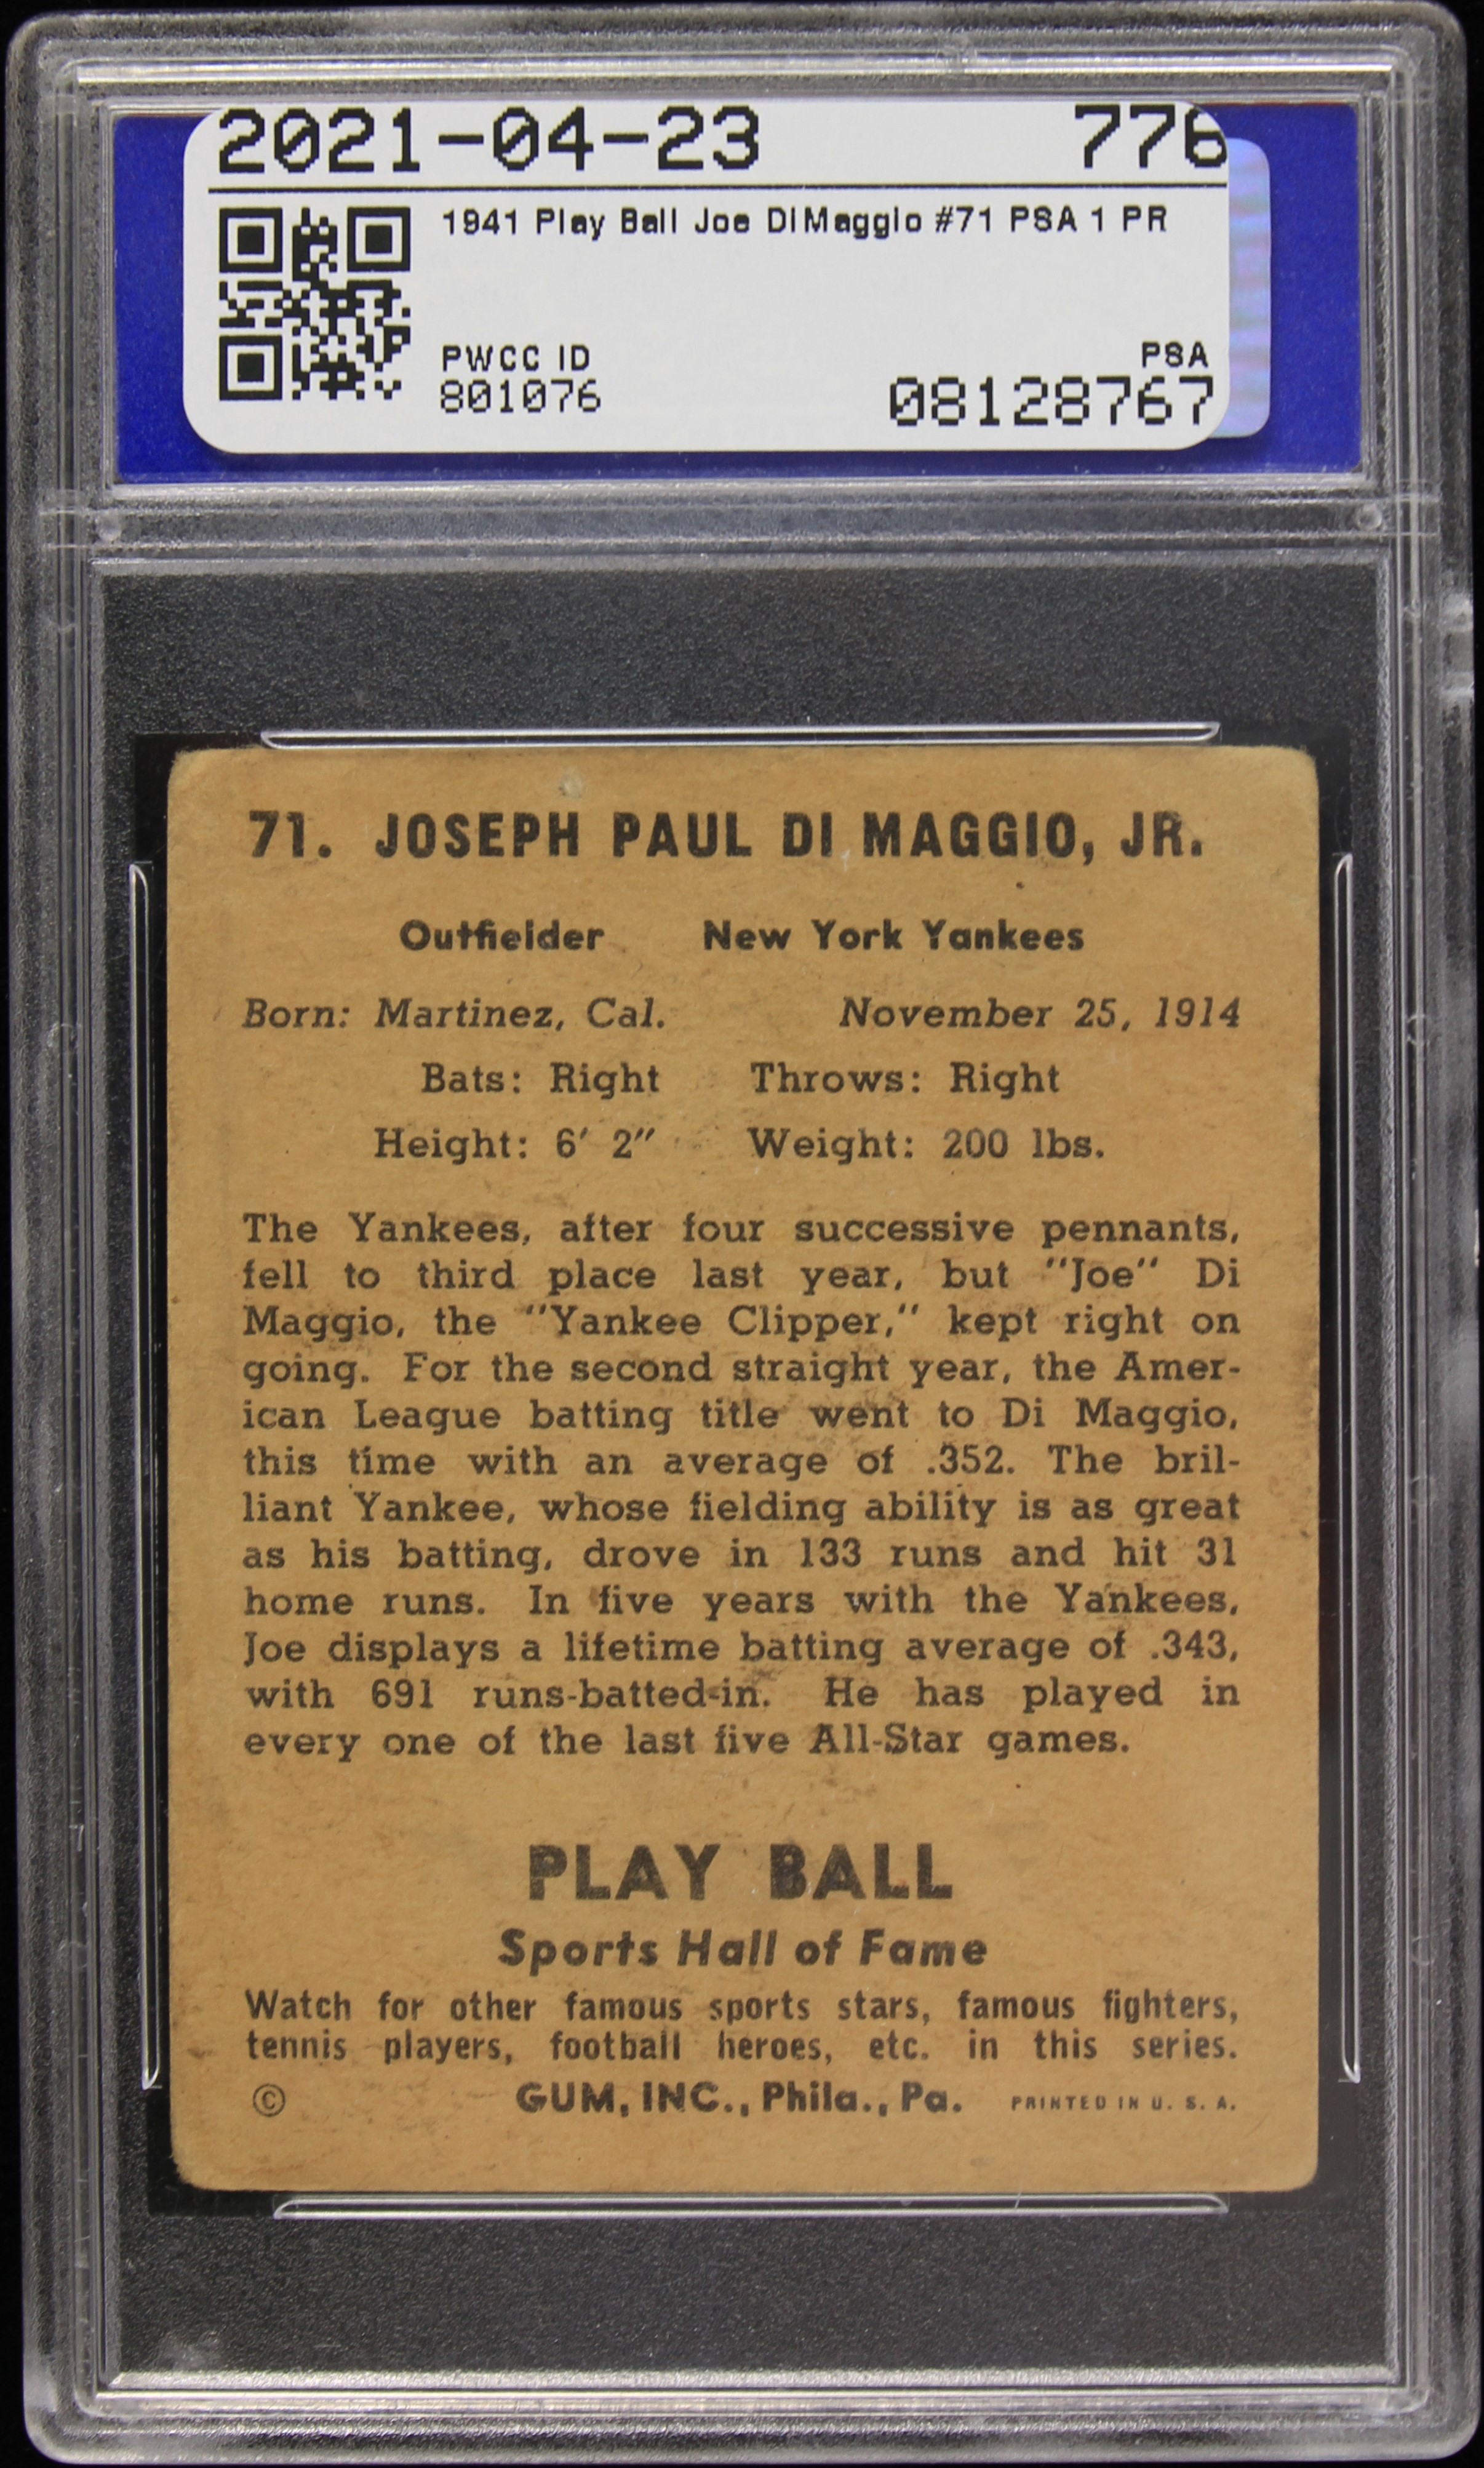 2021-04-23 776
1941 Play Ball Joe DiMaggio #71 PSA 1 PR
PWCC ID PSA
801076 08128767
71. JOSEPH PAUL DI MAGGIO, JR.
Outfielder New York Yankees
Born: Martinez, Cal. November 25, 1914
Bats: Right Throws: Right
Height: 6' 2" Weight: 200 lbs.
The Yankees, after four successive pennants,
fell to third place last year, but "Joe" Di
Maggio, the "Yankee Clipper," kept right on
going. For the second straight year, the Amer-
ican League batting title went to Di Maggio,
this time with an average of .352. The bril-
liant Yankee, whose fielding ability is as great
as his batting, drove in 133 runs and hit 31
home runs. In five years with the Yankees,
Joe displays a lifetime batting average of .343,
with 691 runs-batted-in. He has played in
every one of the last five All-Star games.
PLAY BALL
Sports Hall of Fame
Watch for other famous sports stars, famous fighters,
tennis players, football heroes, etc. in this series.
© GUM, INC., Phila., Pa. PRINTED IN U. S. A.